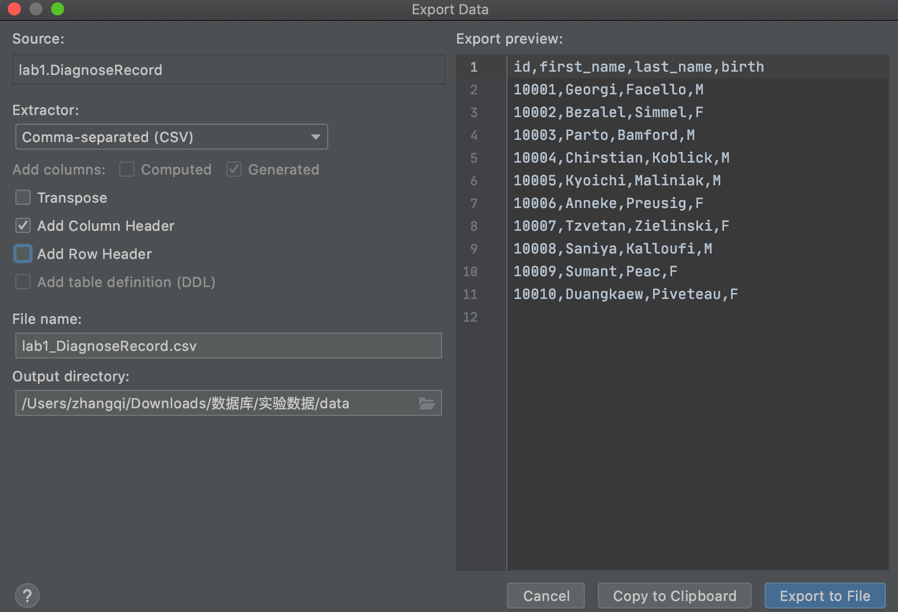 Export Data
Source:
lab1.DiagnoseRecord
Extractor:
Comma-separated (CSV)
Add columns: Computed Generated
Transpose
Add Column Header
Add Row Header
Add table definition (DDL)
File name:
lab1_DiagnoseRecord.csv
Output directory:
/Users/zhangqi/Downloads/数据库/实验数据/data
Export preview:
1 id,first_name,last_name,birth
2 10001,Georgi,Facello,M
3 10002,Bezalel,Simmel,F
4 10003,Parto,Bamford,M
5 10004,Chirstian,Koblick,M
6 10005,Kyoichi,Maliniak,M
7 10006,Anneke,Preusig,F
8 10007,Tzvetan,Zielinski,F
9 10008,Saniya,Kalloufi,M
10 10009,Sumant,Peac,F
11 10010,Duangkaew,Piveteau,F
12
?
Cancel
Copy to Clipboard
Export to File